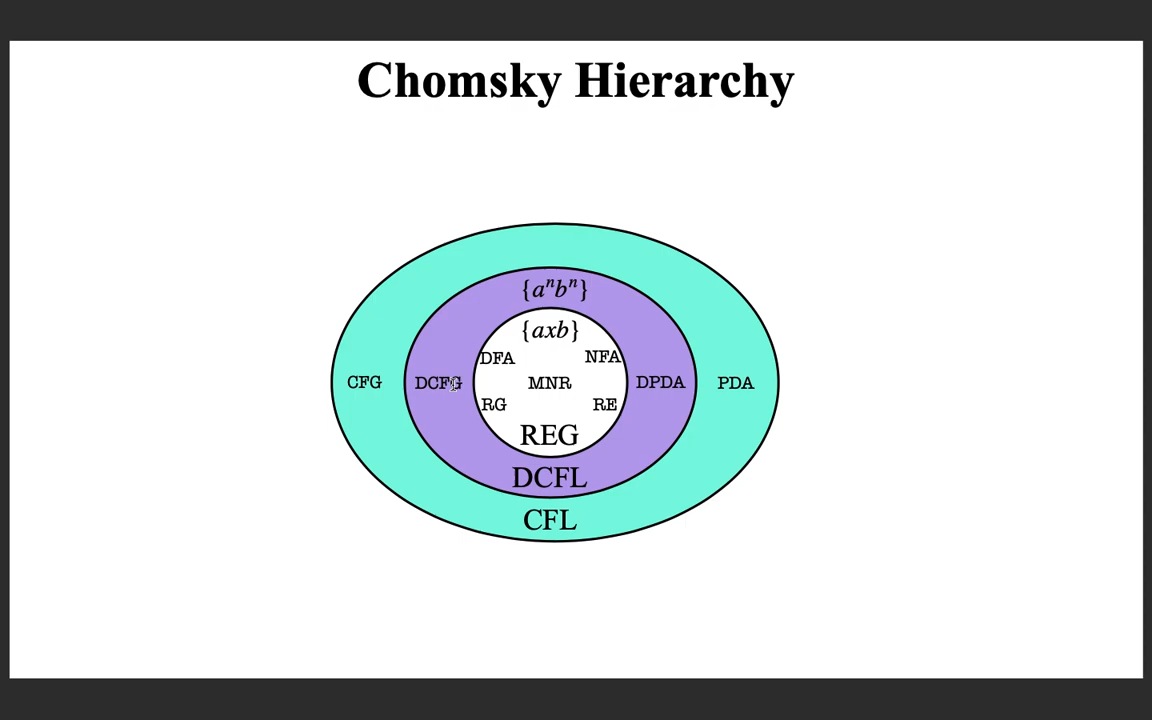 Chomsky Hierarchy
{aⁿbⁿ}
{axb}
DFA NFA
CFG DCFG MNR DPDA PDA
RG RE
REG
DCFL
CFL